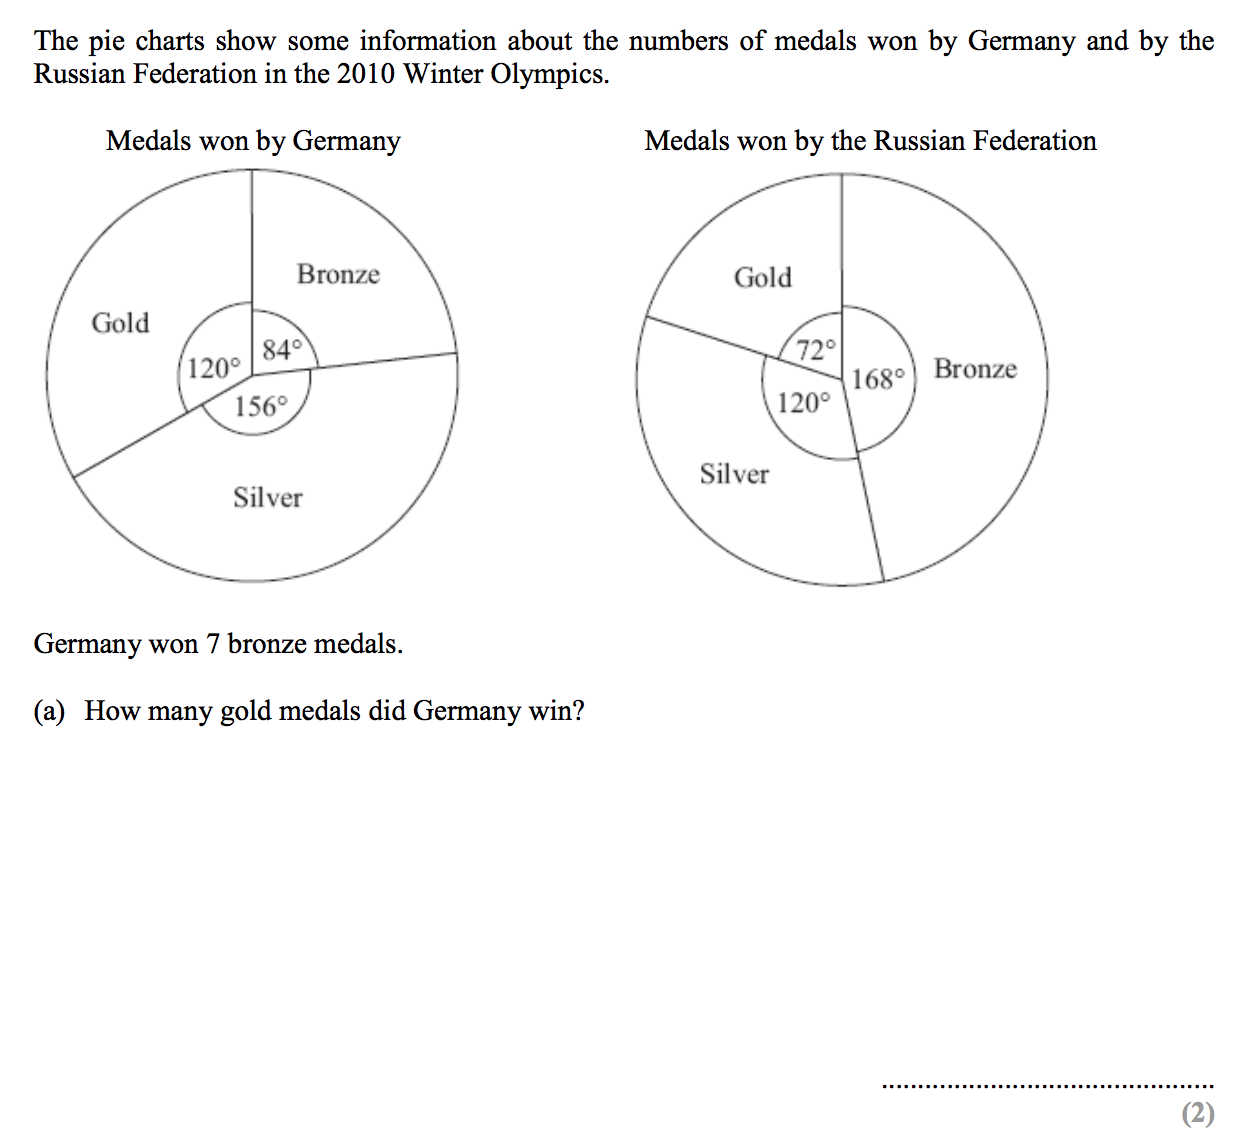 The pie charts show some information about the numbers of medals won by Germany and by the
Russian Federation in the 2010 Winter Olympics.
Medals won by Germany
Gold
Bronze
120°
84°
156°
Silver
Medals won by the Russian Federation
Gold
72°
168°
Bronze
120°
Silver
Germany won 7 bronze medals.
(a) How many gold medals did Germany win?
..............................................
(2)